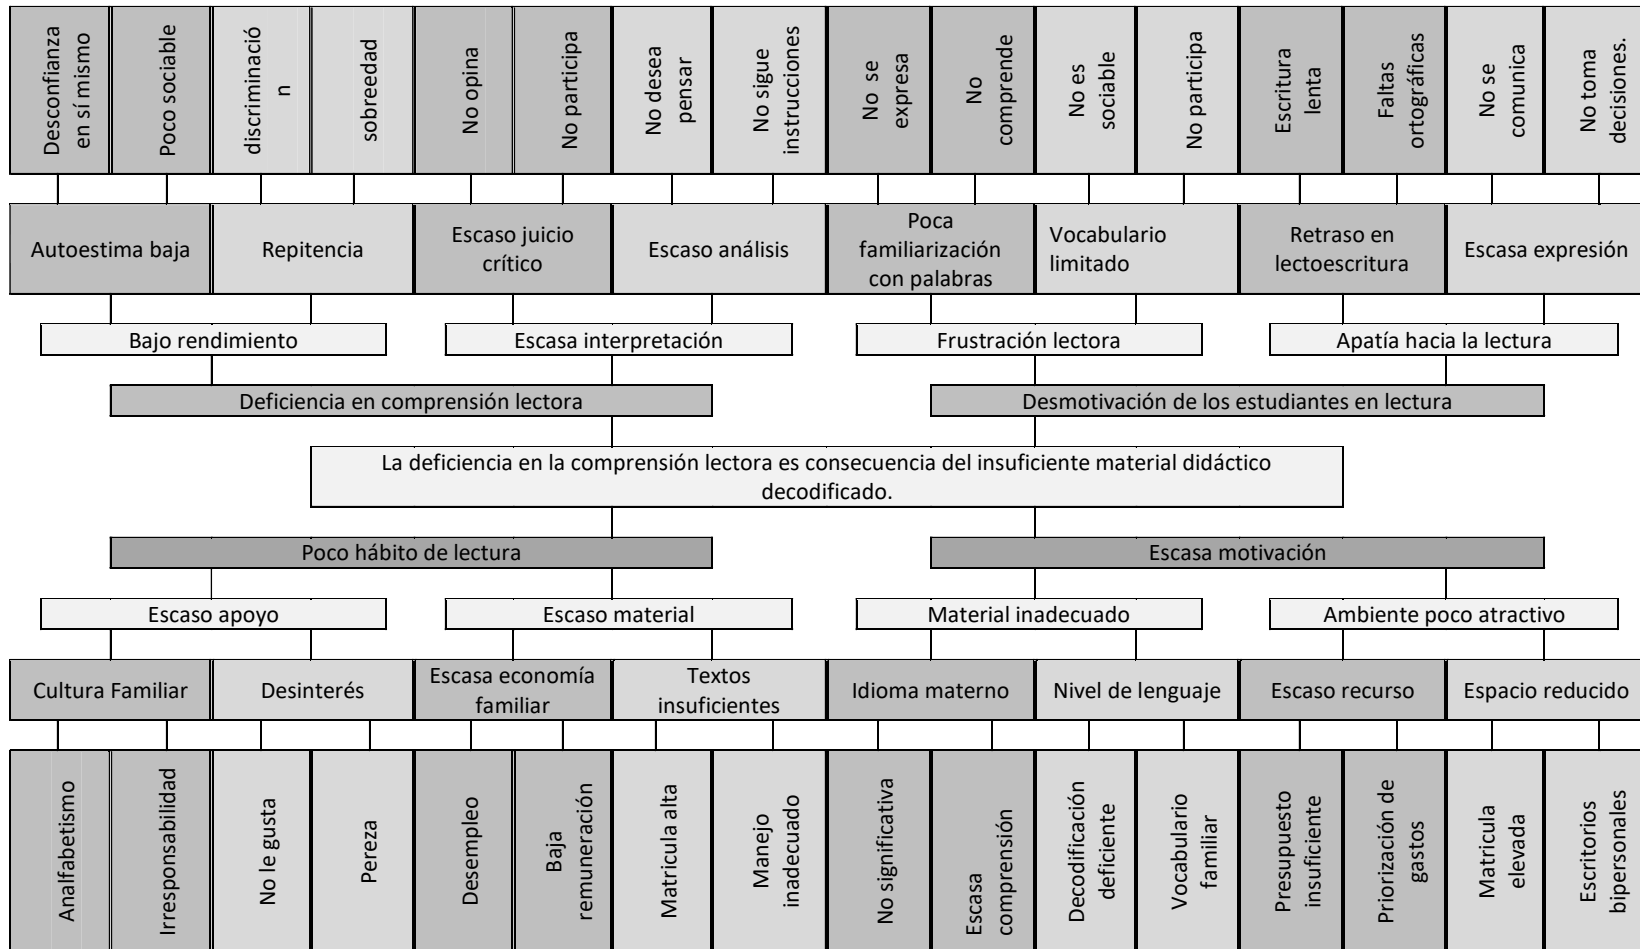 Desconfianza
en sí mismo
Poco sociable
discriminació
n
sobreedad
No opina
No participa
No desea
pensar
No sigue
instrucciones
No se
expresa
No
comprende
No es
sociable
No participa
Escritura
lenta
Faltas
ortográficas
No se
comunica
No toma
decisiones.
Autoestima baja
Repitencia
Escaso juicio
crítico
Escaso análisis
Poca
familiarización
con palabras
Vocabulario
limitado
Retraso en
lectoescritura
Escasa expresión
Bajo rendimiento
Escasa interpretación
Frustración lectora
Apatía hacia la lectura
Deficiencia en comprensión lectora
Desmotivación de los estudiantes en lectura
La deficiencia en la comprensión lectora es consecuencia del insuficiente material didáctico
decodificado.
Poco hábito de lectura
Escasa motivación
Escaso apoyo
Escaso material
Material inadecuado
Ambiente poco atractivo
Cultura Familiar
Desinterés
Escasa economía
familiar
Textos
insuficientes
Idioma materno
Nivel de lenguaje
Escaso recurso
Espacio reducido
Analfabetismo
Irresponsabilidad
No le gusta
Pereza
Desempleo
Baja
remuneración
Matricula alta
Manejo
inadecuado
No significativa
Escasa
comprensión
Decodificación
deficiente
Vocabulario
familiar
Presupuesto
insuficiente
Priorización de
gastos
Matricula
elevada
Escritorios
bipersonales